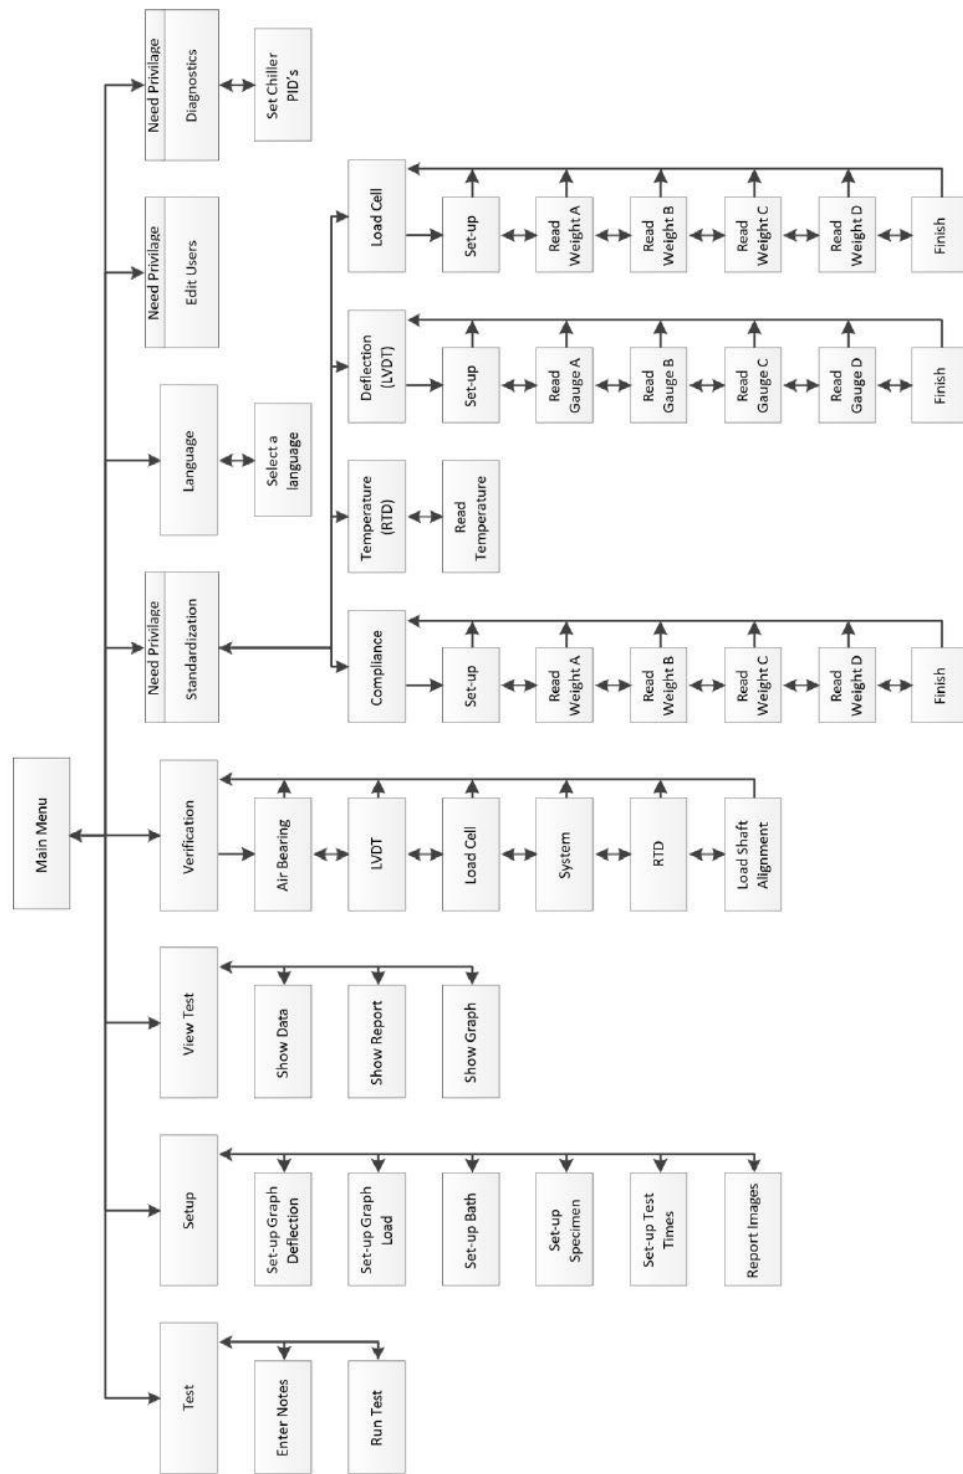 Main Menu
Test
Enter Notes
Run Test
Setup
Set-up Graph
Deflection
Set-up Graph
Load
Set-up Bath
Set-up
Specimen
Set-up Test
Times
Report Images
View Test
Show Data
Show Report
Show Graph
Verification
Air Bearing
LVDT
Load Cell
System
RTD
Load Shaft
Alignment
Need Privilage
Standardization
Compliance
Set-up
Read
Weight A
Read
Weight B
Read
Weight C
Read
Weight D
Finish
Temperature
(RTD)
Read
Temperature
Deflection
(LVDT)
Set-up
Read
Gauge A
Read
Gauge B
Read
Gauge C
Read
Gauge D
Finish
Load Cell
Set-up
Read
Weight A
Read
Weight B
Read
Weight C
Read
Weight D
Finish
Language
Select a
language
Need Privilage
Edit Users
Need Privilage
Diagnostics
Set Chiller
PID's